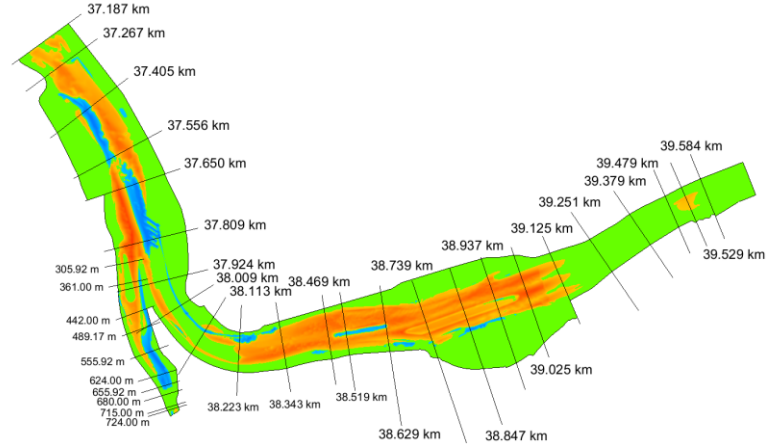 37.187 km
37.267 km
37.405 km
37.556 km
37.650 km
37.809 km
37.924 km
38.009 km
38.113 km
305.92 m
361.00 m
442.00 m
489.17 m
555.92 m
624.00 m
655.92 m
680.00 m
715.00 m
724.00 m
38.223 km
38.343 km
38.469 km
38.519 km
38.629 km
38.739 km
38.847 km
38.937 km
39.025 km
39.125 km
39.251 km
39.379 km
39.479 km
39.529 km
39.584 km